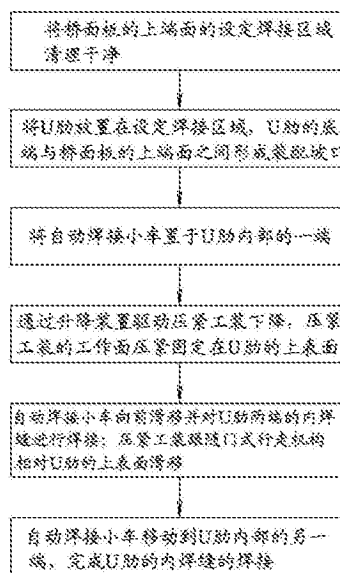 将桥面板的上端面的设定焊接区域
清理干净
将U肋放置在设定焊接区域，U肋的底
端与桥面板的上端面之间形成装配坡口
将自动焊接小车置于U肋内部的一端
通过升降装置驱动压紧工装下降；压紧
工装的工作面压紧固定在U肋的上表面
自动焊接小车向前滑移并对U肋两端的内焊
缝进行焊接；压紧工装跟随门式行走机构
相对U肋的上表面滑移
自动焊接小车移动到U肋内部的另一
端，完成U肋的内焊缝的焊接